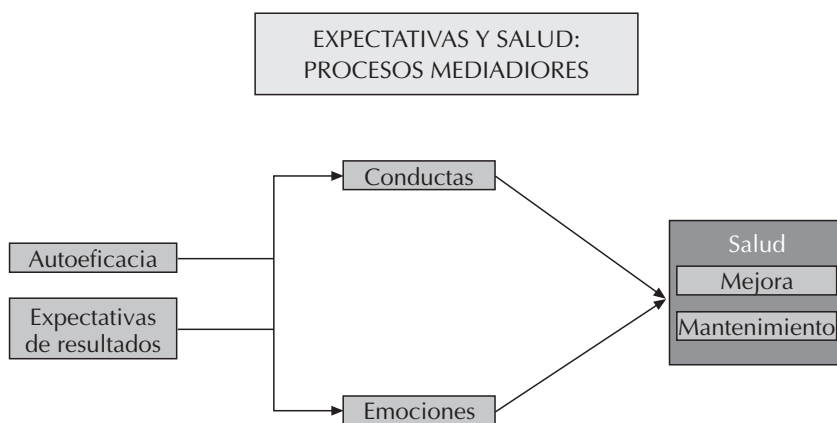 EXPECTATIVAS Y SALUD:
PROCESOS MEDIADIORES
Conductas
Autoeficacia
Expectativas
de resultados
Emociones
Salud
Mejora
Mantenimiento